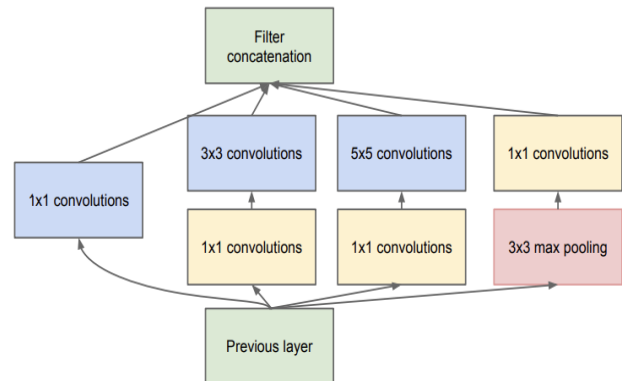 Filter
concatenation
3x3 convolutions
5x5 convolutions
1x1 convolutions
1x1 convolutions
1x1 convolutions
1x1 convolutions
3x3 max pooling
Previous layer